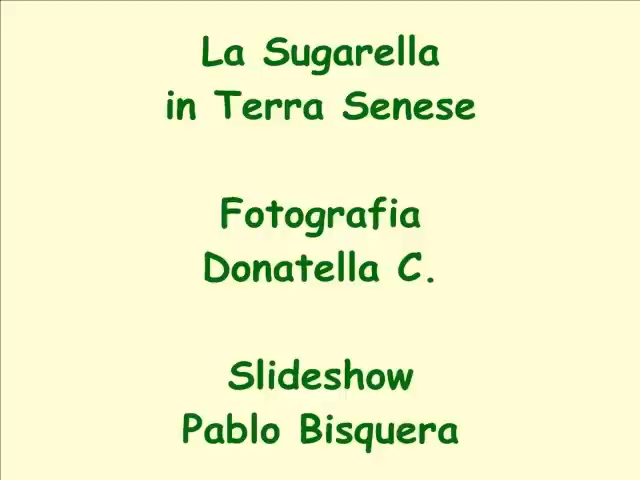 La Sugarella
in Terra Senese
Fotografia
Donatella C.
Slideshow
Pablo Bisquera